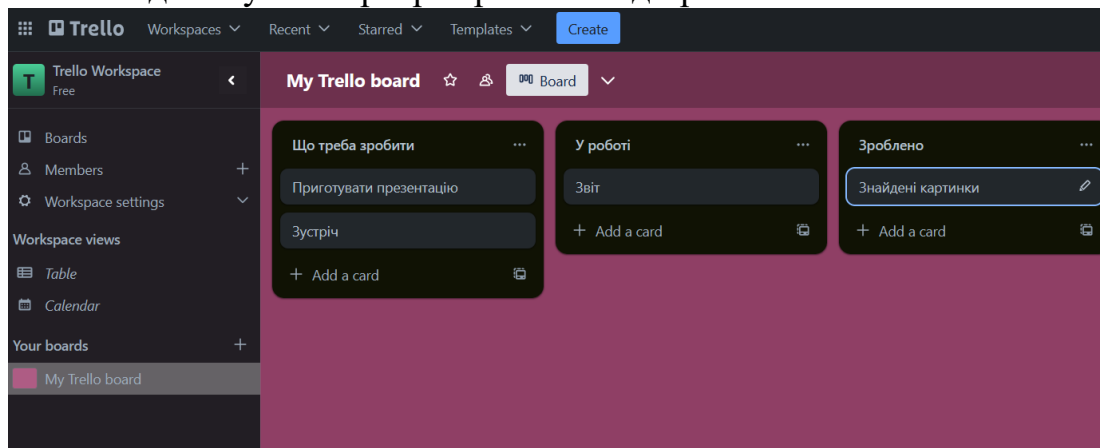 Trello
Workspaces
Recent
Starred
Templates
Create
T
Trello Workspace
Free
My Trello board
Board
Boards
Members
Workspace settings
Workspace views
Table
Calendar
Your boards
My Trello board
Що треба зробити
Приготувати презентацію
Зустріч
+ Add a card
У роботі
Звіт
+ Add a card
Зроблено
Знайдені картинки
+ Add a card